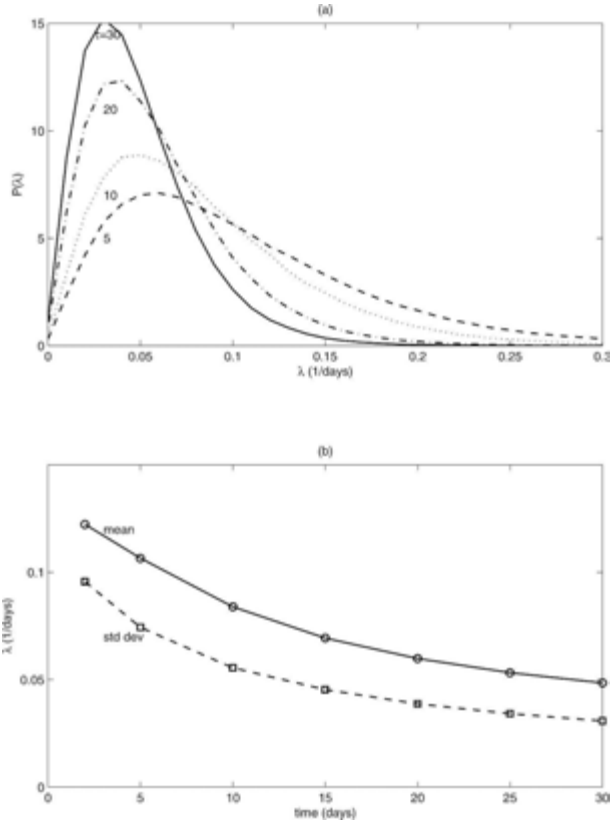 (a)
15
10
5
0
P(λ)
t=30
20
10
5
0 0.05 0.1 0.15 0.2 0.25 0.3
λ (1/days)
(b)
0.1
0.05
0
λ (1/days)
mean
std dev
0 5 10 15 20 25 30
time (days)